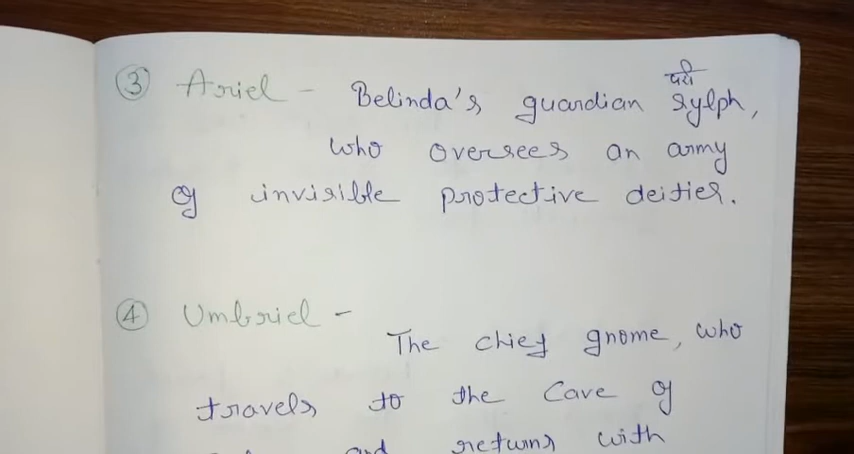 ③ Ariel - Belinda's guardian परी Sylph,
who oversees an army
of invisible protective deities.
④ Umbriel -
The chief gnome, who
travels to the Cave of
and returns with